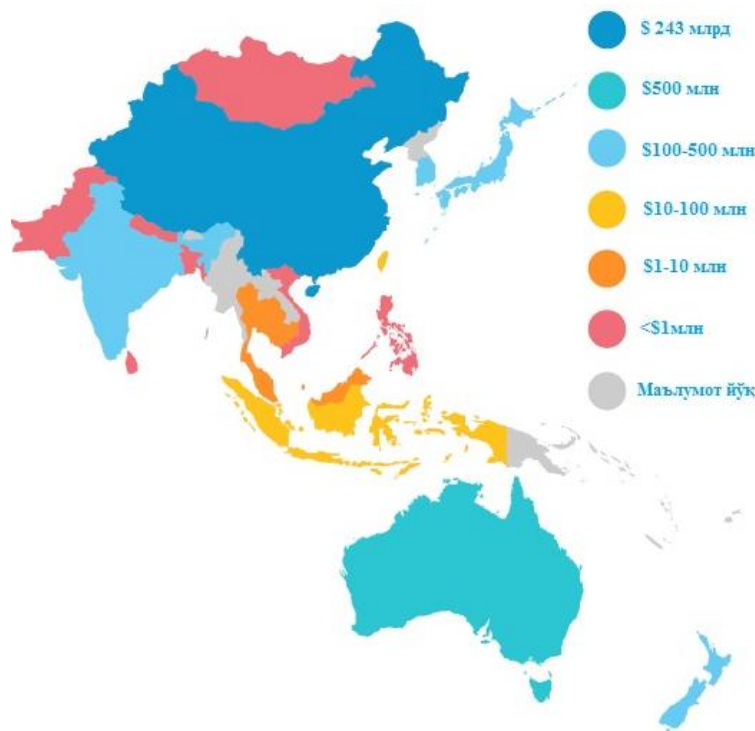 $ 243 млрд
$500 млн
$100-500 млн
$10-100 млн
$1-10 млн
<$1млн
Маълумот йўқ